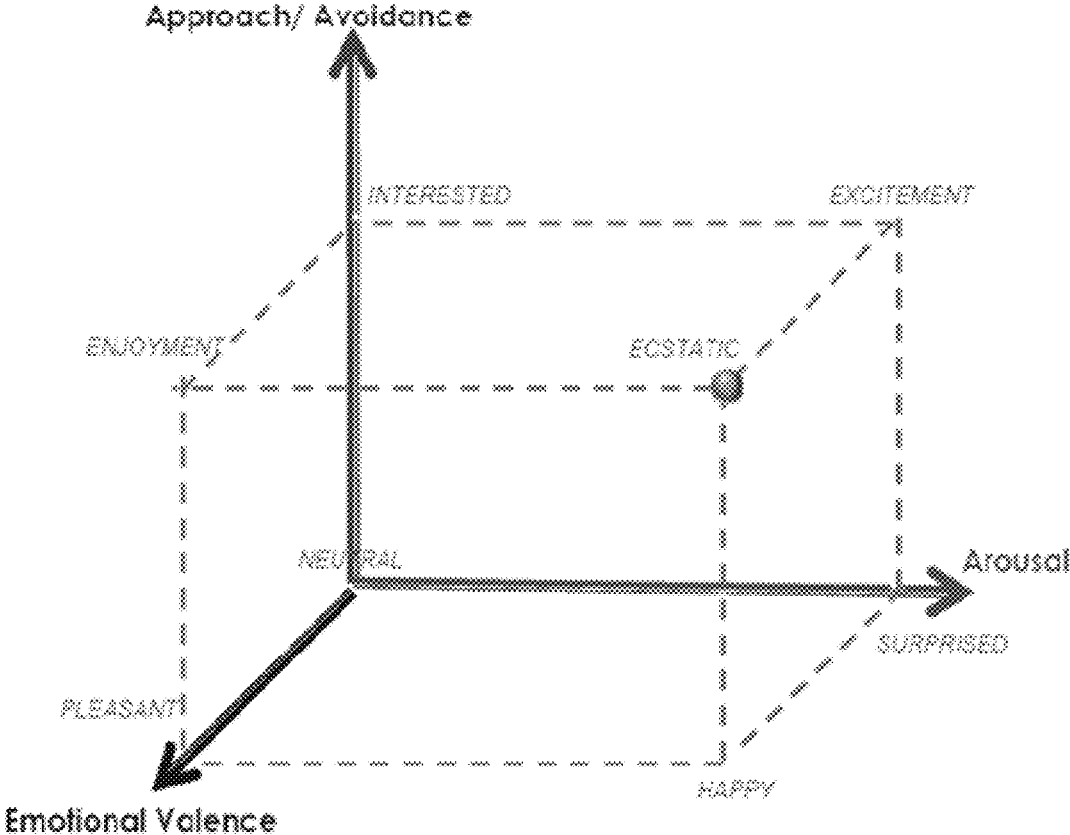 Approach/ Avoidance
INTERESTED
EXCITEMENT
ENJOYMENT
ECSTATIC
NEUTRAL
Arousal
SURPRISED
PLEASANT
HAPPY
Emotional Valence